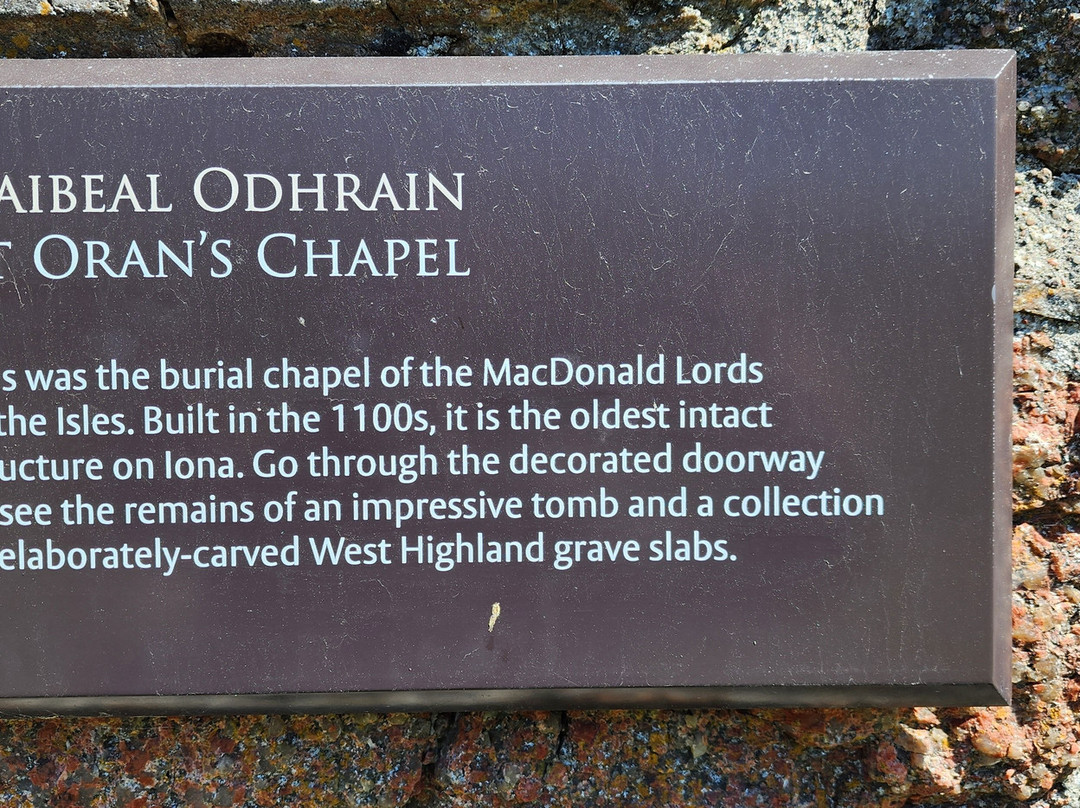 AIBEAL ODHRAIN
T ORAN'S CHAPEL
s was the burial chapel of the MacDonald Lords
the Isles. Built in the 1100s, it is the oldest intact
ucture on Iona. Go through the decorated doorway
see the remains of an impressive tomb and a collection
elaborately-carved West Highland grave slabs.